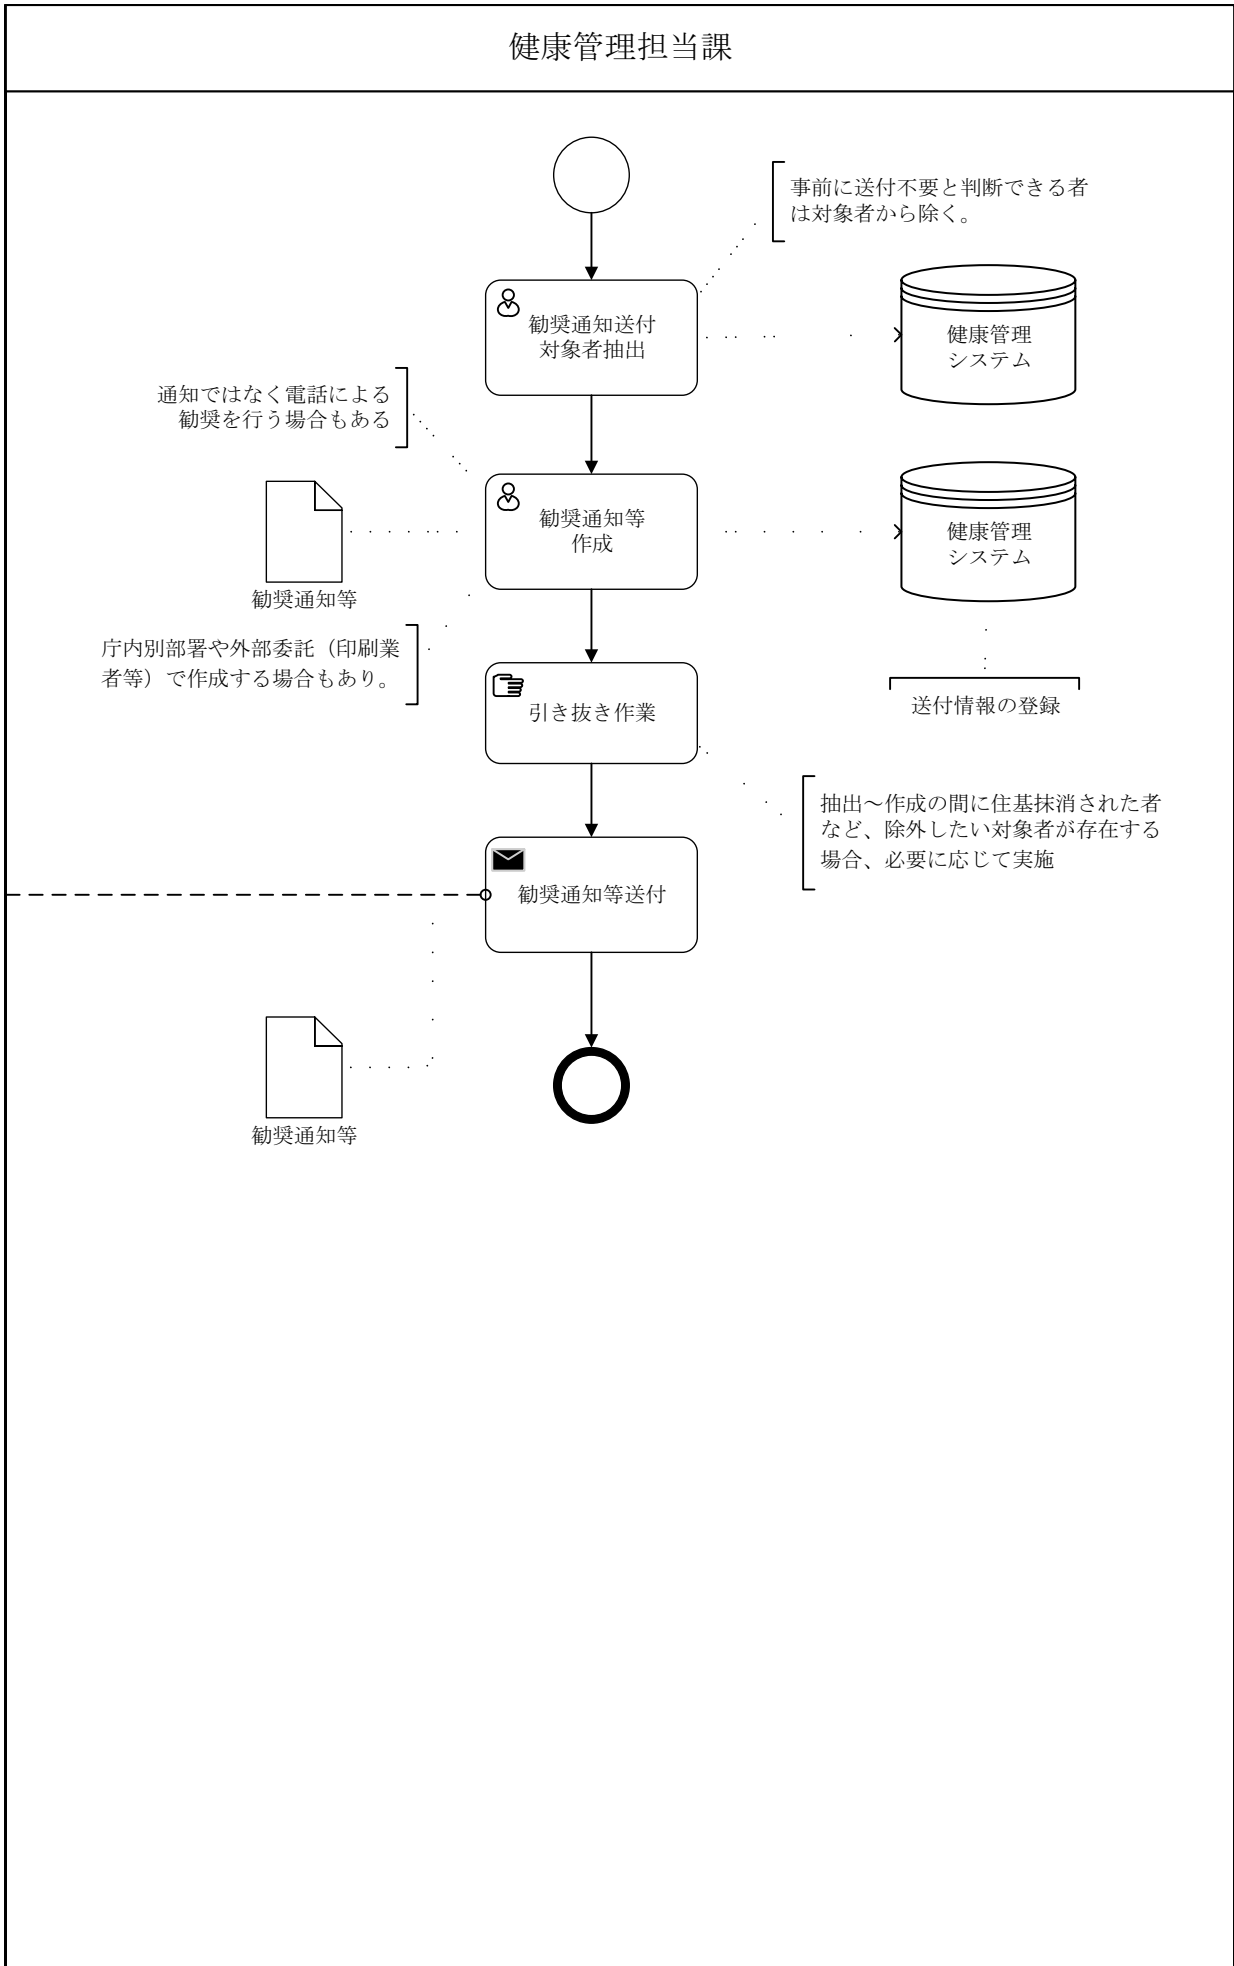 健康管理担当課
事前に送付不要と判断できる者
は対象者から除く。
勧奨通知送付
対象者抽出
健康管理
システム
通知ではなく電話による
勧奨を行う場合もある
勧奨通知等
作成
健康管理
システム
勧奨通知等
庁内別部署や外部委託（印刷業
者等）で作成する場合もあり。
引き抜き作業
送付情報の登録
抽出～作成の間に住基抹消された者
など、除外したい対象者が存在する
場合、必要に応じて実施
勧奨通知等送付
勧奨通知等